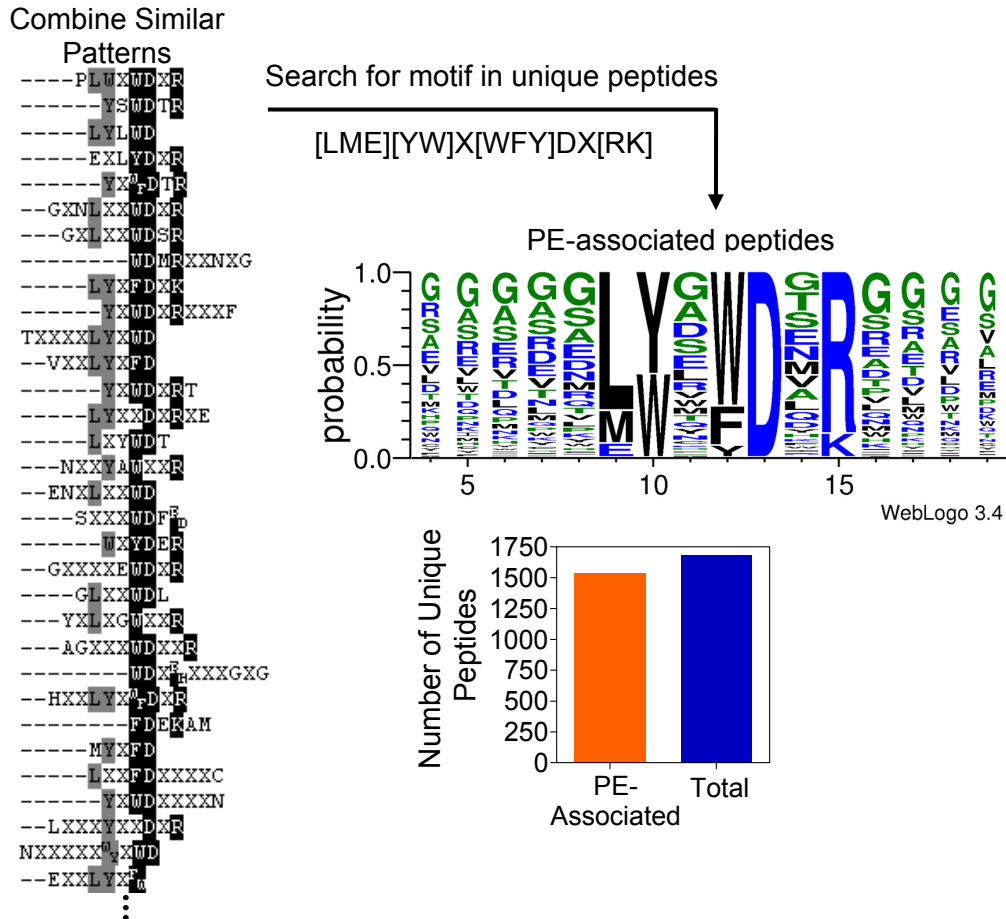 Combine Similar
Patterns
----PLWXWDXR
------YSWDTR
-----LYLWD
-----EXLYDXR
------YXWFDTR
--GXNLXXWDXR
---GXLXXWDSR
--------WDMRXXNXG
-----LYXFDXK
------YXWDXRXXXF
TXXXXLYXWD
--VXXLYXFD
------YXWDXRT
-----LYXXDXRXE
-----LXYWDT
---NXXYAWXXR
--ENXLXXWD
----SXXXWDF
------WXYDER
--GXXXXEWDXR
----GLXXWDL
---YXLXGWXXR
---AGXXXWDXXR
--------WDX XXXGXG
--HXXLYXWFDXR
--------FDEKAM
-----MYXFD
-----LXXFDXXXXC
------YXWDXXXXN
--LXXXYXXDXR
NXXXXXWYXWD
--EXXLYXFW
Search for motif in unique peptides
[LME][YW]X[WFY]DX[RK]
PE-associated peptides
probability
1.0
0.5
0.0
5
10
15
WebLogo 3.4
Number of Unique
Peptides
1750
1500
1250
1000
750
500
250
0
PE-
Associated
Total